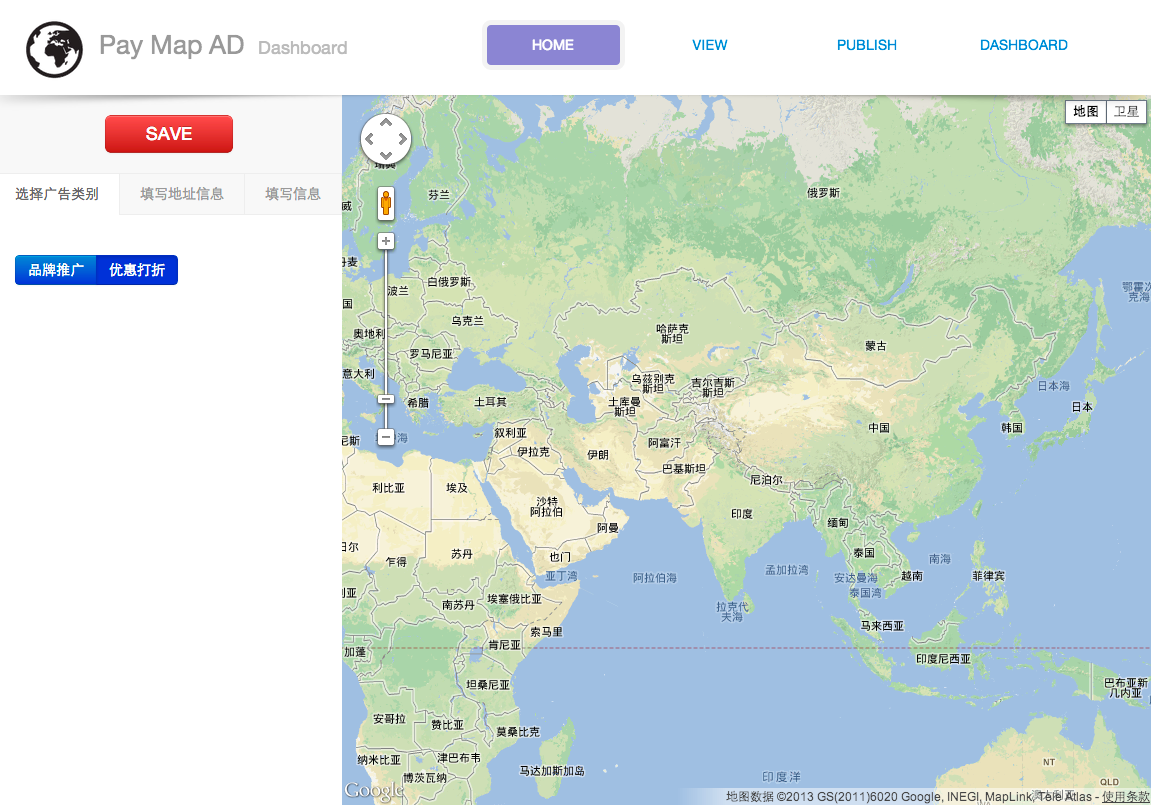 Pay Map AD Dashboard
HOME
VIEW
PUBLISH
DASHBOARD
SAVE
选择广告类别
填写地址信息
填写信息
品牌推广
优惠打折
地图
卫星
芬兰
俄罗斯
威
丹麦
白俄罗斯
波兰
国
乌克兰
奥地利
罗马尼亚
意大利
希腊
土耳其
哈萨克
斯坦
蒙古
乌兹别克
斯坦
吉尔吉斯
斯坦
土库曼
斯坦
鄂霍次
克海
日本海
日本
韩国
中国
尼斯
叙利亚
伊拉克
伊朗
阿富汗
巴基斯坦
尼泊尔
利比亚
埃及
沙特
阿拉伯
阿曼
印度
缅甸
日尔
乍得
苏丹
也门
亚丁湾
阿拉伯海
孟加拉湾
泰国
安达曼海
泰国湾
越南
南海
菲律宾
利亚
南苏丹
埃塞俄比亚
拉克代
夫海
索马里
马来西亚
肯尼亚
加蓬
印度尼西亚
坦桑尼亚
巴布亚新
几内亚
安哥拉
赞比亚
莫桑比克
纳米比亚
津巴布韦
博茨瓦纳
马达加斯加岛
印度洋
NT
QLD
Google
地图数据 ©2013 GS(2011)6020 Google, INEGI, MapLink, Tele Atlas - 使用条款